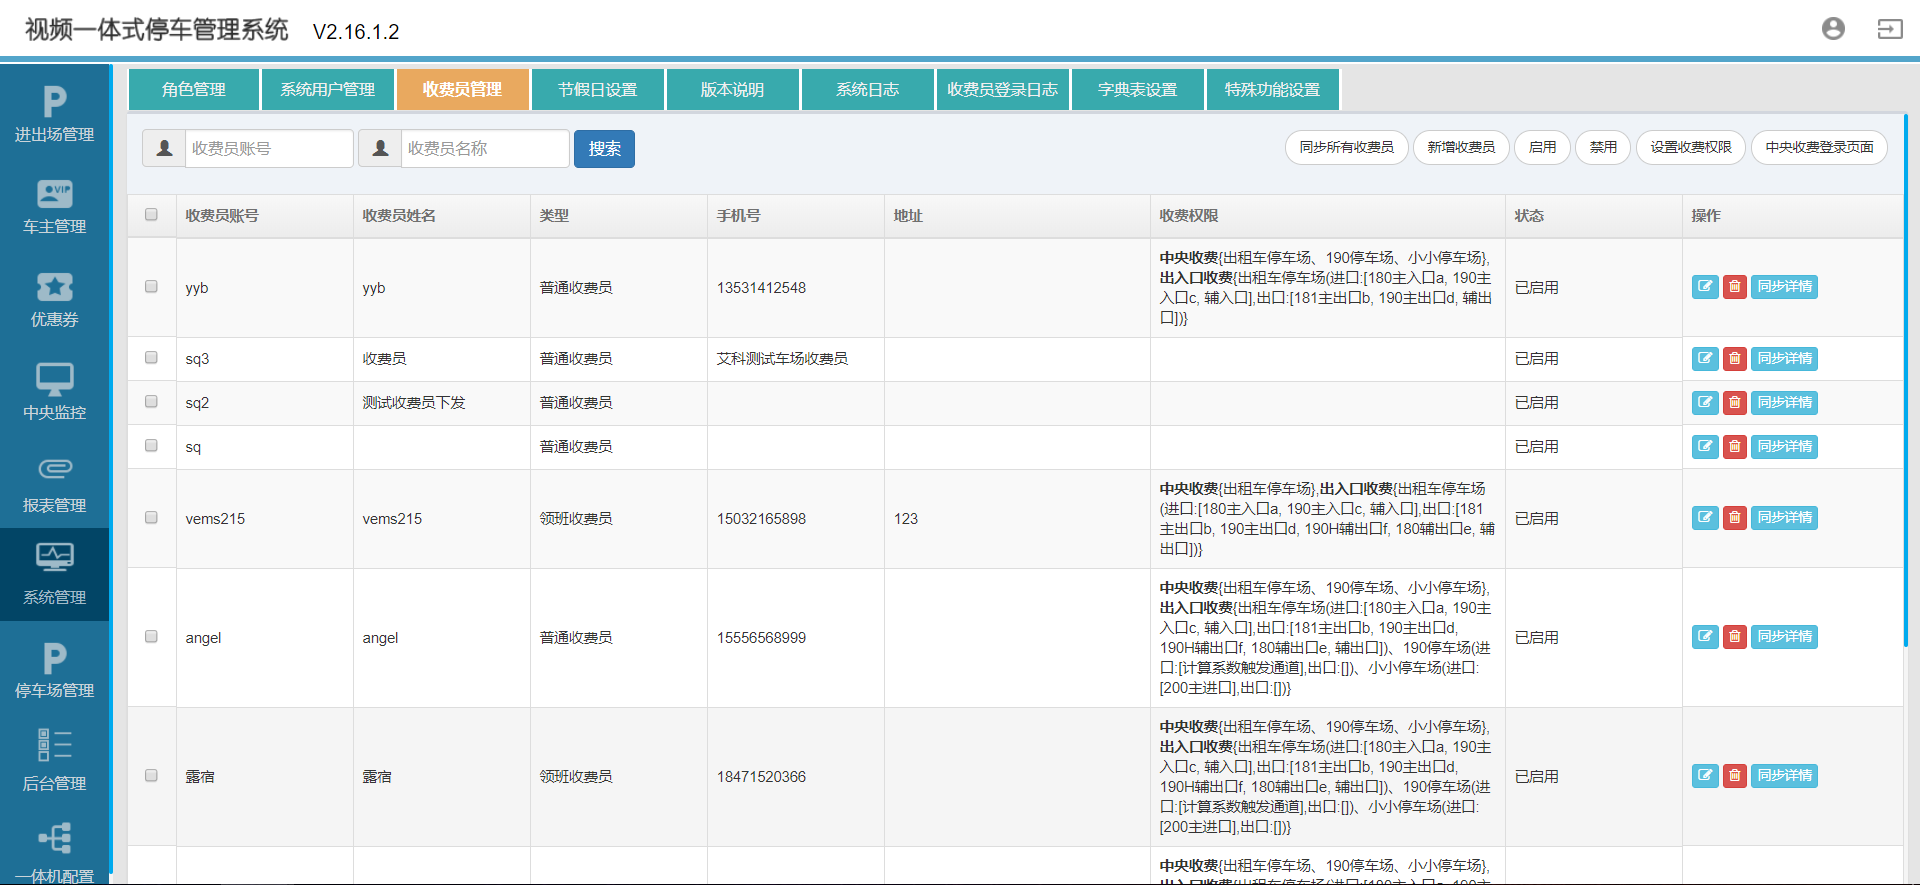 视频一体式停车管理系统 V2.16.1.2
进出场管理
车主管理
优惠券
中央监控
报表管理
系统管理
停车场管理
后台管理
一体机配置
角色管理 系统用户管理 收费员管理 节假日设置 版本说明 系统日志 收费员登录日志 字典表设置 特殊功能设置
收费员账号 收费员名称 搜索 同步所有收费员 新增收费员 启用 禁用 设置收费权限 中央收费登录页面
收费员账号 收费员姓名 类型 手机号 地址 收费权限 状态 操作
中央收费{出租车停车场、190停车场、小小停车场},
出入口收费{出租车停车场(进口:[180主入口a, 190主
入口c, 辅入口],出口:[181主出口b, 190主出口d, 辅出
口])}
yyb yyb 普通收费员 13531412548 已启用 同步详情
sq3 收费员 普通收费员 艾科测试车场收费员 已启用 同步详情
sq2 测试收费员下发 普通收费员 已启用 同步详情
sq 普通收费员 已启用 同步详情
中央收费{出租车停车场},出入口收费{出租车停车场
(进口:[180主入口a, 190主入口c, 辅入口],出口:[181
主出口b, 190主出口d, 190H辅出口f, 180辅出口e, 辅
出口])}
vems215 vems215 领班收费员 15032165898 123 已启用 同步详情
中央收费{出租车停车场、190停车场、小小停车场},
出入口收费{出租车停车场(进口:[180主入口a, 190主
入口c, 辅入口],出口:[181主出口b, 190主出口d,
190H辅出口f, 180辅出口e, 辅出口])、190停车场(进
口:[计算系数触发通道],出口:[])、小小停车场(进口:
[200主进口],出口:[])}
angel angel 普通收费员 15556568999 已启用 同步详情
中央收费{出租车停车场、190停车场、小小停车场},
出入口收费{出租车停车场(进口:[180主入口a, 190主
入口c, 辅入口],出口:[181主出口b, 190主出口d,
190H辅出口f, 180辅出口e, 辅出口])、190停车场(进
口:[计算系数触发通道],出口:[])、小小停车场(进口:
[200主进口],出口:[])}
露宿 露宿 领班收费员 18471520366 已启用 同步详情
中央收费{出租车停车场、190停车场、小小停车场},